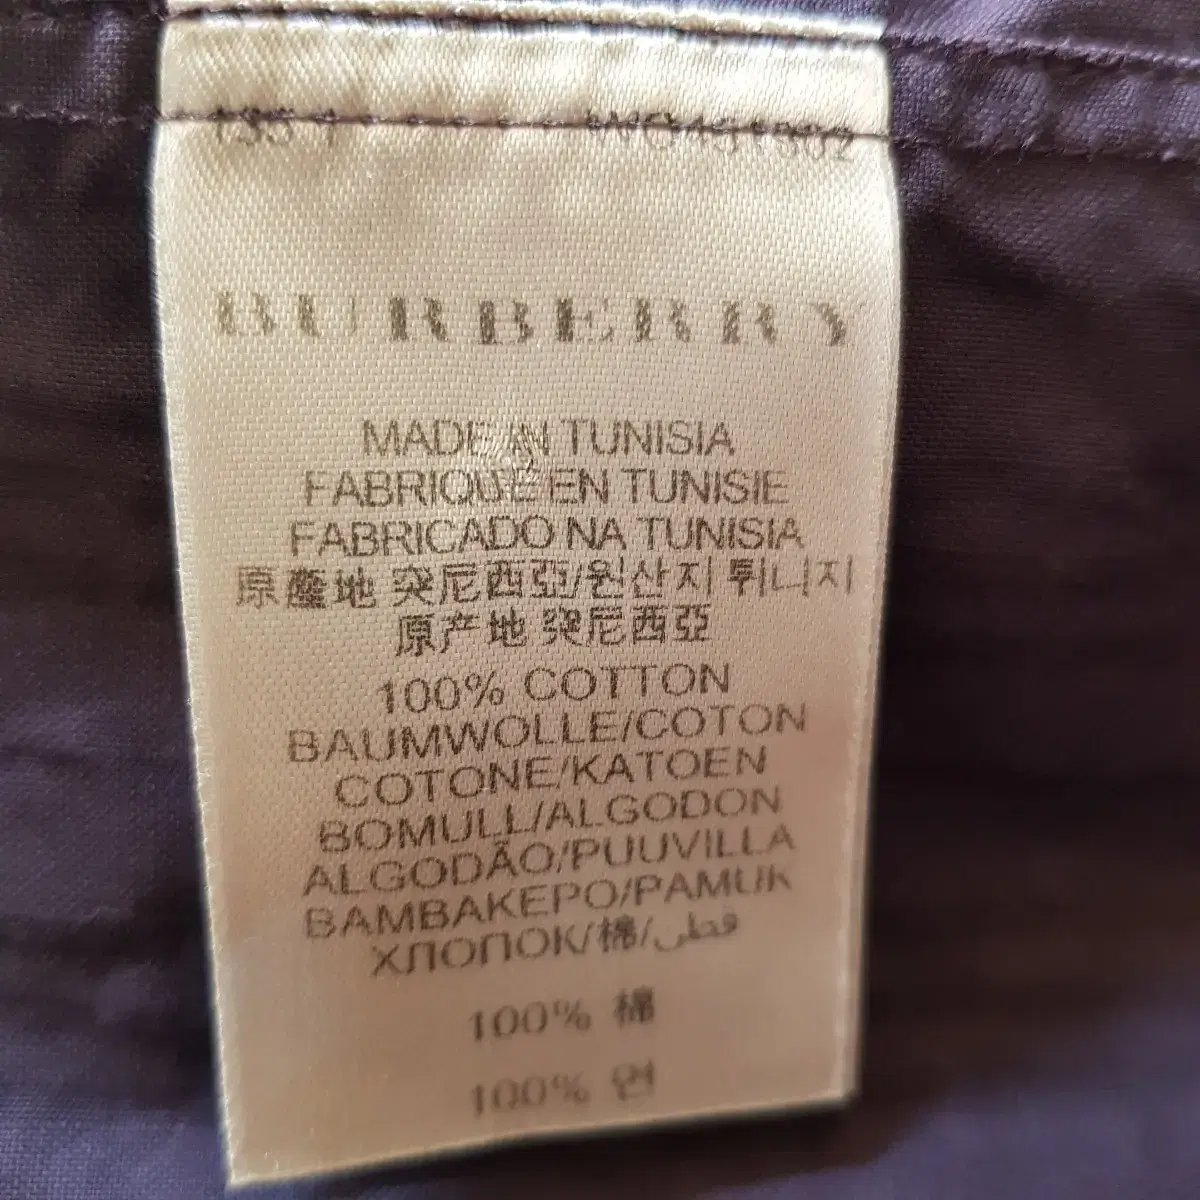 BURBERRY
MADE IN TUNISIA
FABRIQUÉ EN TUNISIE
FABRICADO NA TUNISIA
原產地 突尼西亞/원산지 튀니지
原产地 突尼西亞
100% COTTON
BAUMWOLLE/COTON
COTONE/KATOEN
BOMULL/ALGODON
ALGODÃO/PUUVILLA
ΒΑΜΒΑΚΕΡΟ/PAMUK
ХЛОПОК/棉/قطن
100% 棉
100% 면